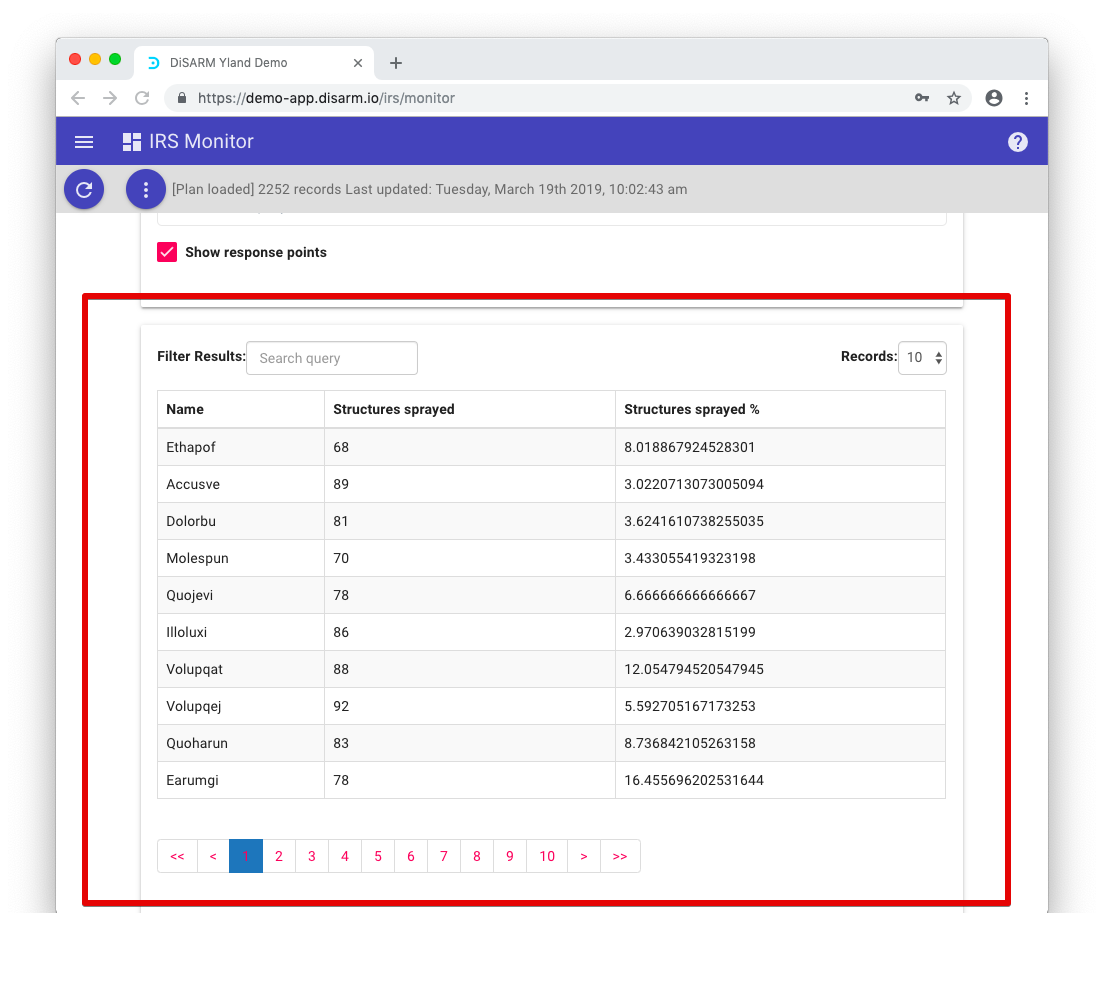 DiSARM Yland Demo
https://demo-app.disarm.io/irs/monitor
IRS Monitor
[Plan loaded] 2252 records Last updated: Tuesday, March 19th 2019, 10:02:43 am
Show response points
Filter Results: Search query Records: 10
Name Structures sprayed Structures sprayed %
Ethapof 68 8.018867924528301
Accusve 89 3.0220713073005094
Dolorbu 81 3.6241610738255035
Molespun 70 3.433055419323198
Quojevi 78 6.666666666666667
Illoluxi 86 2.970639032815199
Volupqat 88 12.054794520547945
Volupqej 92 5.592705167173253
Quoharun 83 8.736842105263158
Earumgi 78 16.455696202531644
<< < 1 2 3 4 5 6 7 8 9 10 > >>